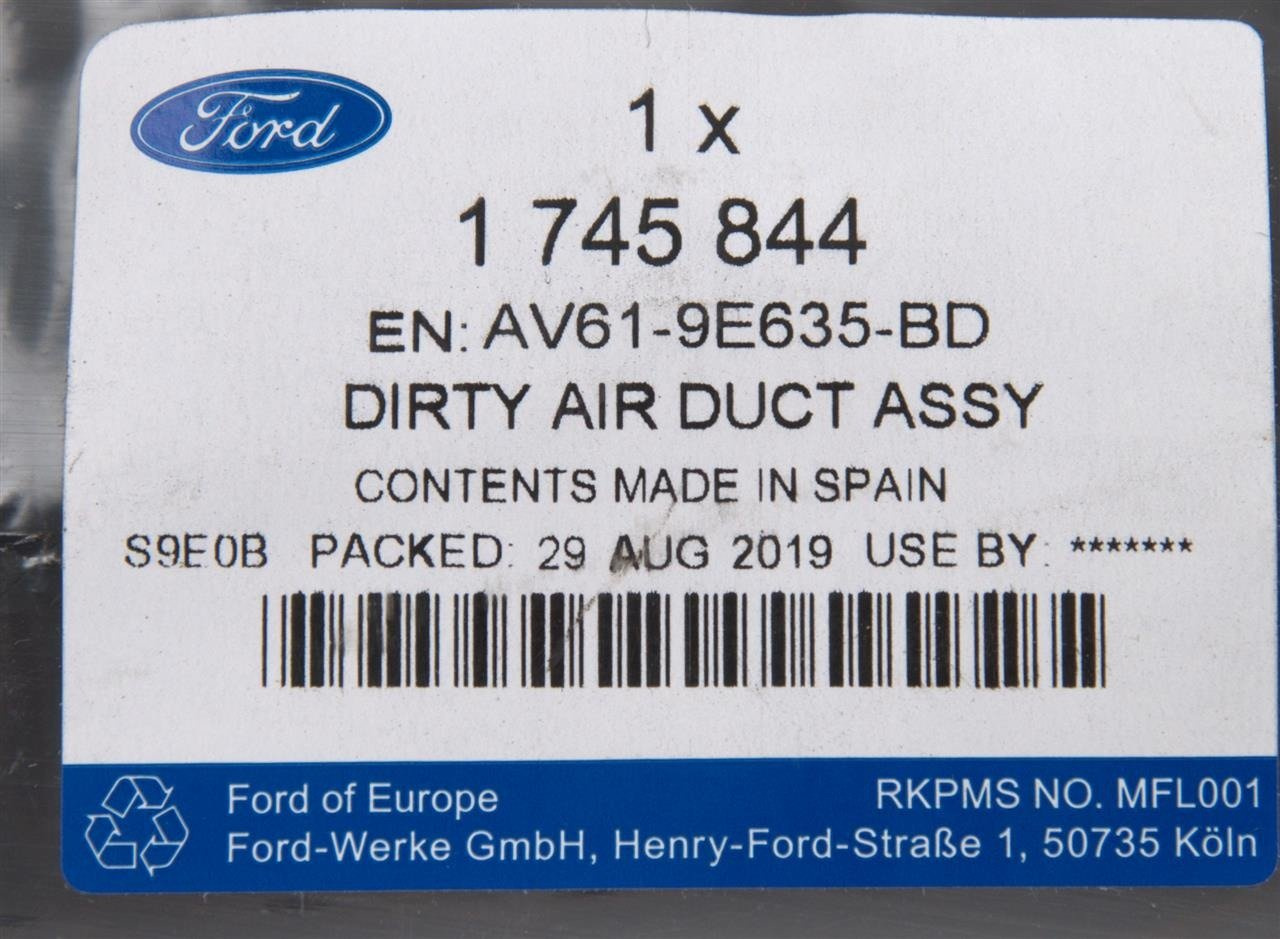 Ford
1 x
1 745 844
EN: AV61-9E635-BD
DIRTY AIR DUCT ASSY
CONTENTS MADE IN SPAIN
S9E0B PACKED: 29 AUG 2019 USE BY: *******
Ford of Europe
RKPMS NO. MFL001
Ford-Werke GmbH, Henry-Ford-Straße 1, 50735 Köln